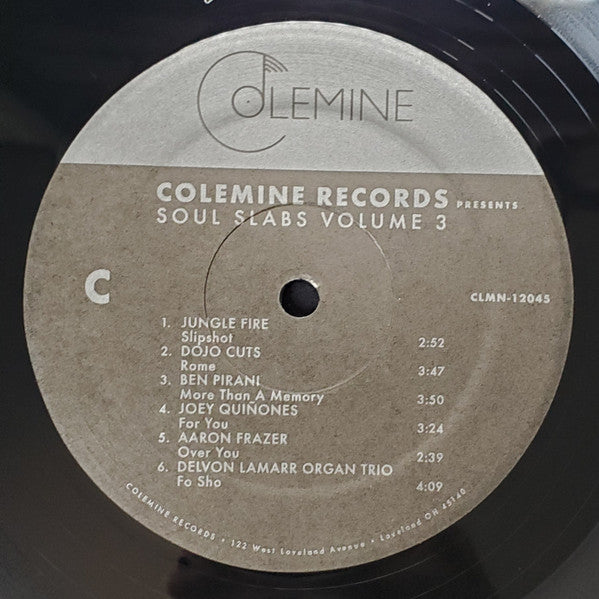 COLEMINE
COLEMINE RECORDS PRESENTS
SOUL SLABS VOLUME 3
C
CLMN-12045
1. JUNGLE FIRE
Slipshot 2:52
2. DOJO CUTS
Rome 3:47
3. BEN PIRANI
More Than A Memory 3:50
4. JOEY QUIÑONES
For You 3:24
5. AARON FRAZER
Over You 2:39
6. DELVON LAMARR ORGAN TRIO
Fo Sho 4:09
COLEMINE RECORDS • 122 West Loveland Avenue • Loveland OH 45140